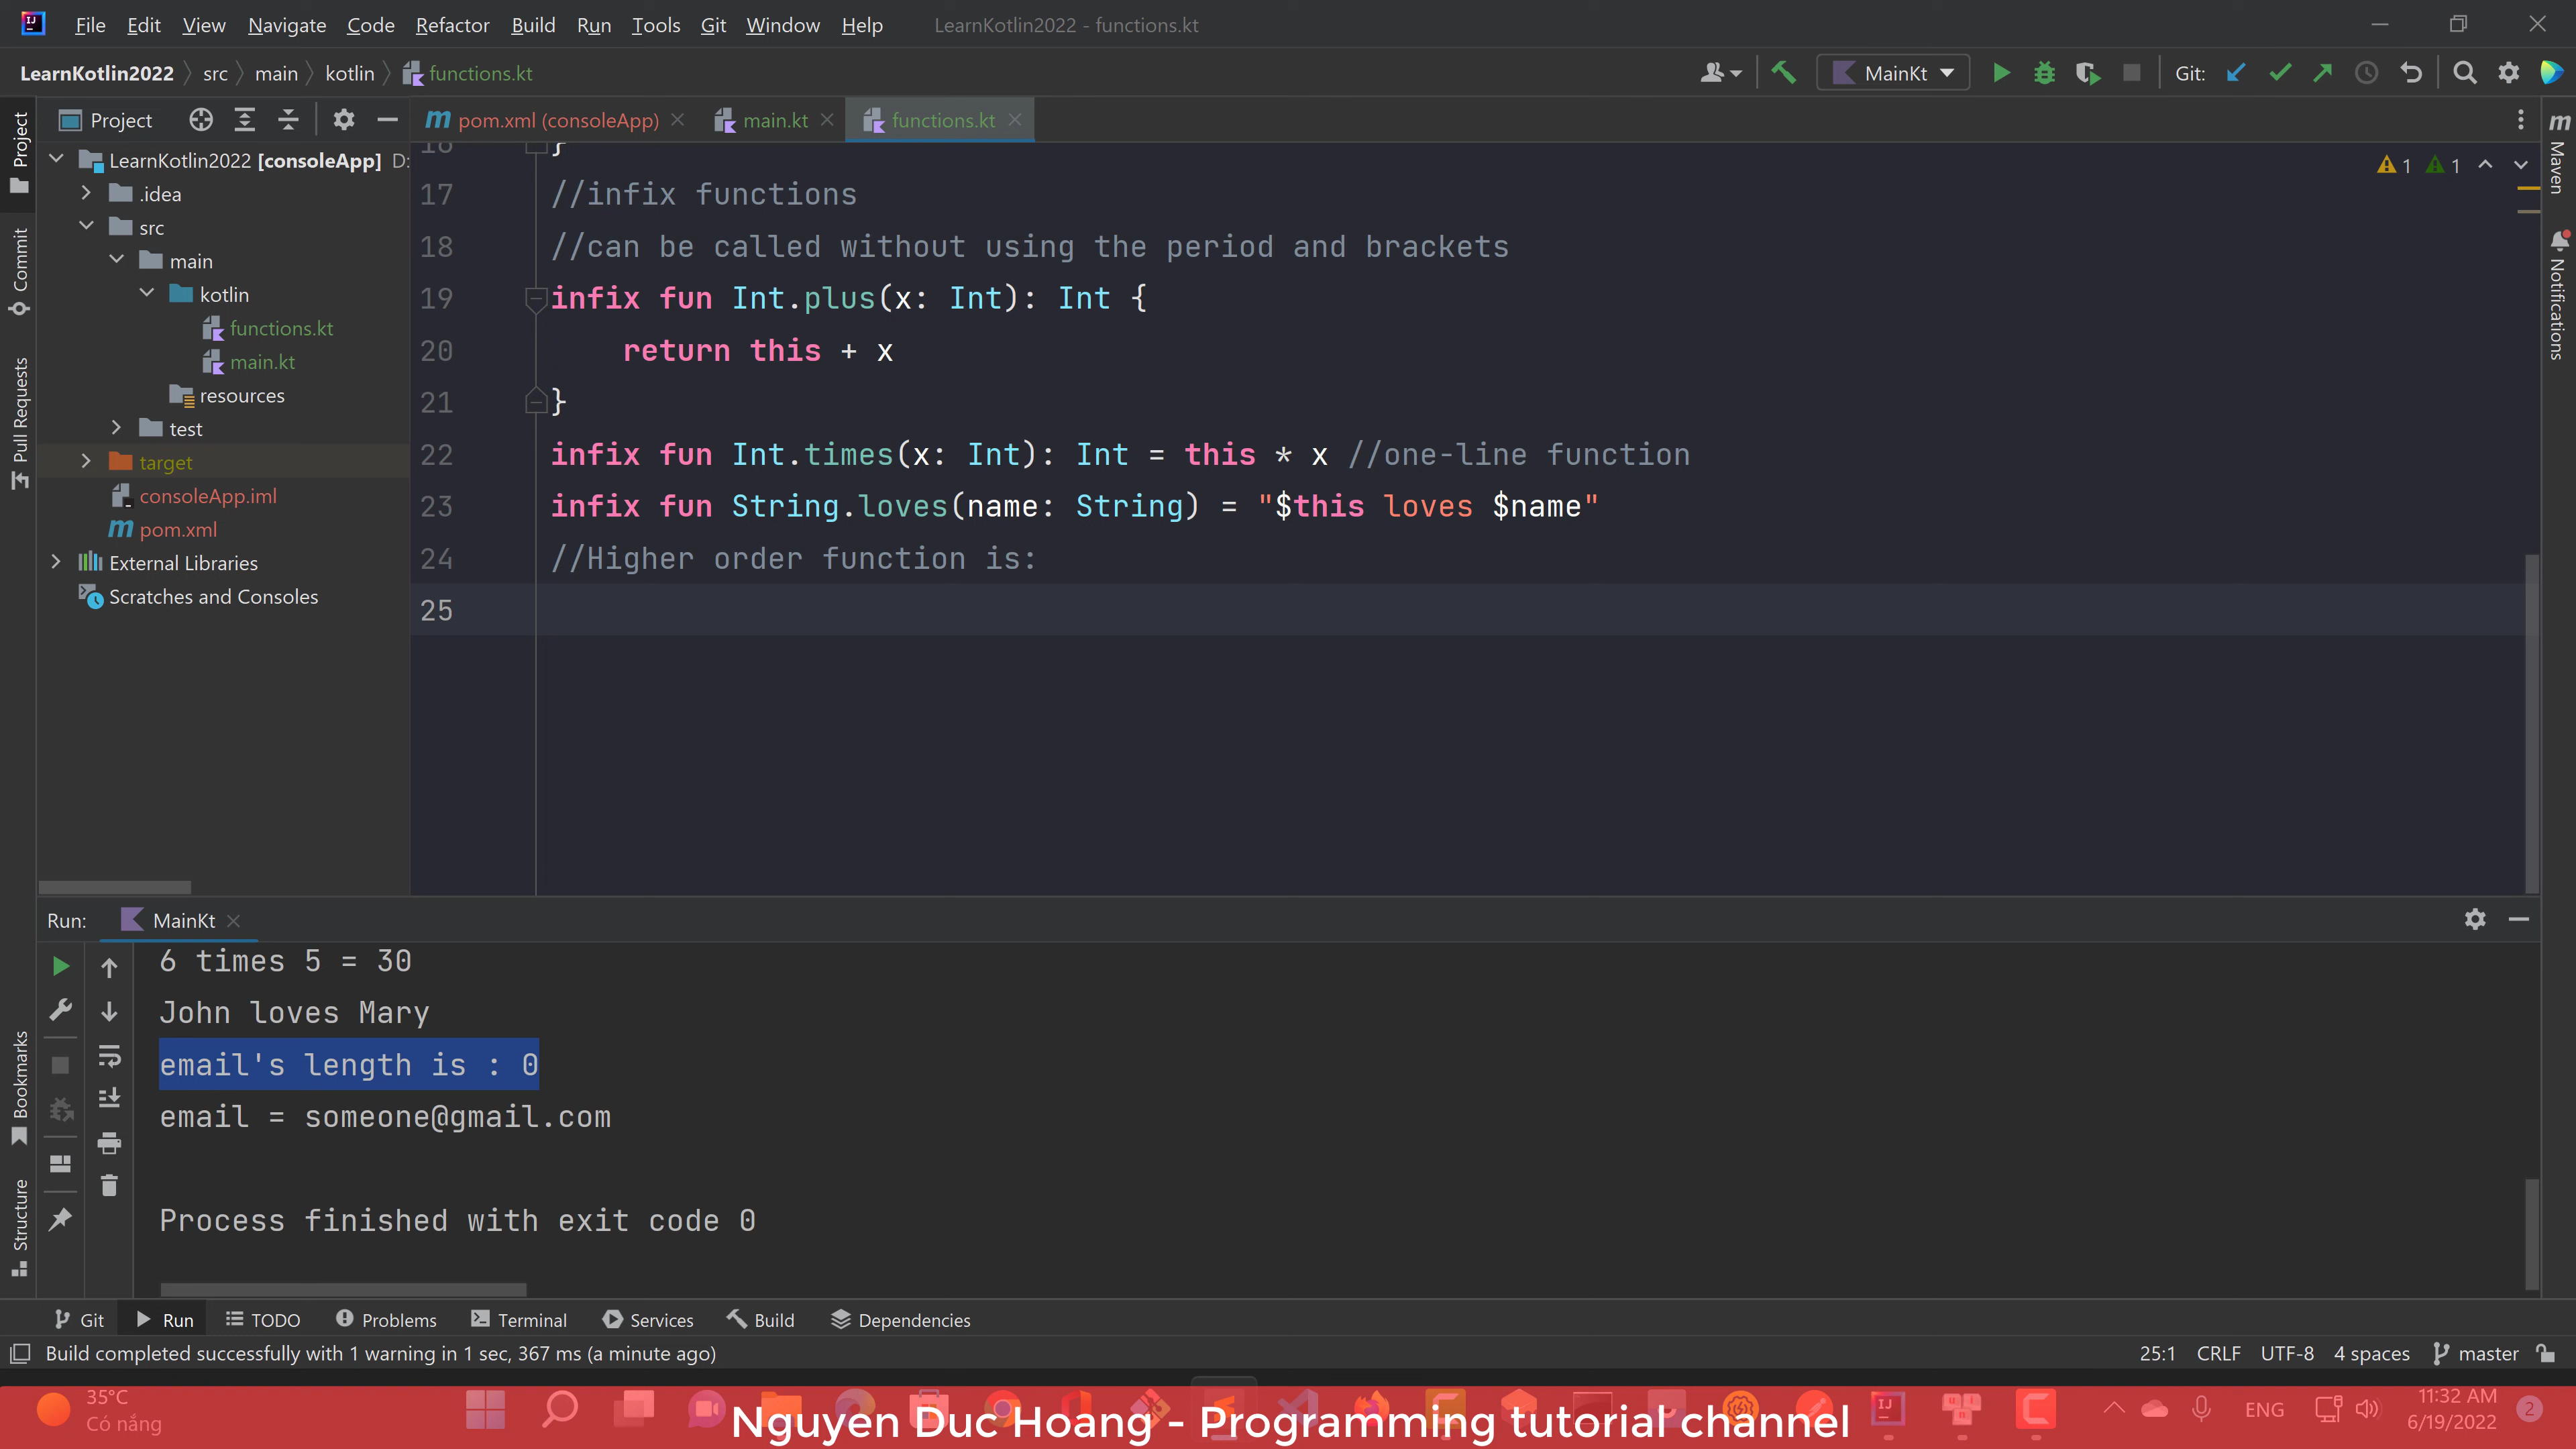 File Edit View Navigate Code Refactor Build Run Tools Git Window Help LearnKotlin2022 - functions.kt
LearnKotlin2022 src main kotlin functions.kt MainKt Git:
Project pom.xml (consoleApp) main.kt functions.kt
LearnKotlin2022 [consoleApp] D:
.idea
src
main
kotlin
functions.kt
main.kt
resources
test
target
consoleApp.iml
pom.xml
External Libraries
Scratches and Consoles
Project
Commit
Pull Requests
Bookmarks
Structure
Maven
Notifications
1 1
17 //infix functions
18 //can be called without using the period and brackets
19 infix fun Int.plus(x: Int): Int {
20 return this + x
21 }
22 infix fun Int.times(x: Int): Int = this * x //one-line function
23 infix fun String.loves(name: String) = "$this loves $name"
24 //Higher order function is:
25
Run: MainKt
6 times 5 = 30
John loves Mary
email's length is : 0
email = someone@gmail.com
Process finished with exit code 0
Git Run TODO Problems Terminal Services Build Dependencies
Build completed successfully with 1 warning in 1 sec, 367 ms (a minute ago) 25:1 CRLF UTF-8 4 spaces master
35°C
Có nắng
Nguyen Duc Hoang - Programming tutorial channel
ENG
11:32 AM
6/19/2022
2